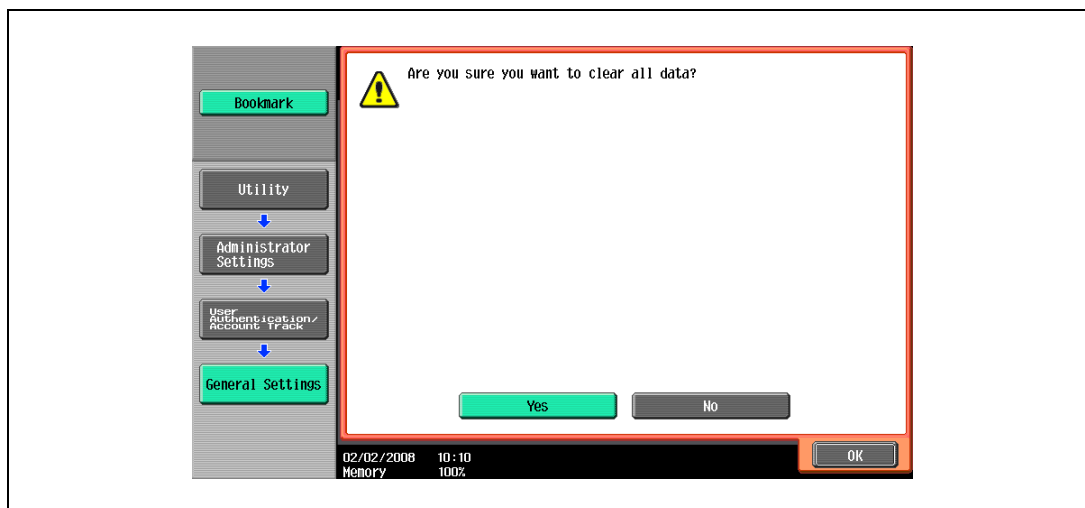 Are you sure you want to clear all data?
Bookmark
Utility
Administrator
Settings
User
Authentication/
Account Track
General Settings
Yes
No
02/02/2008 10:10
Memory 100%
OK